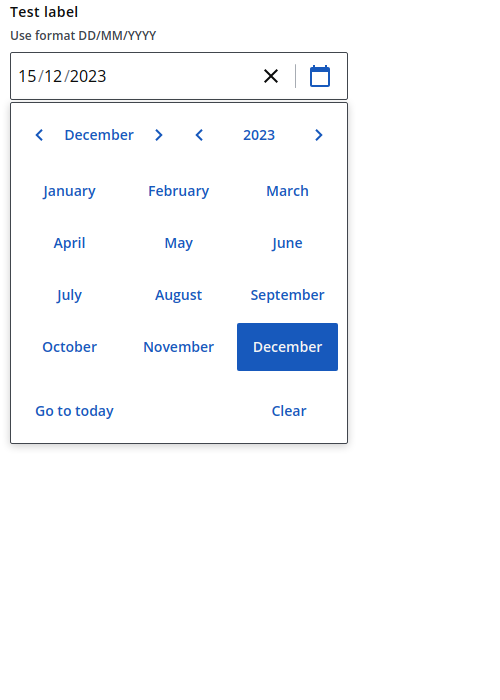 Test label
Use format DD/MM/YYYY
15/12/2023
December 2023
January February March
April May June
July August September
October November December
Go to today Clear